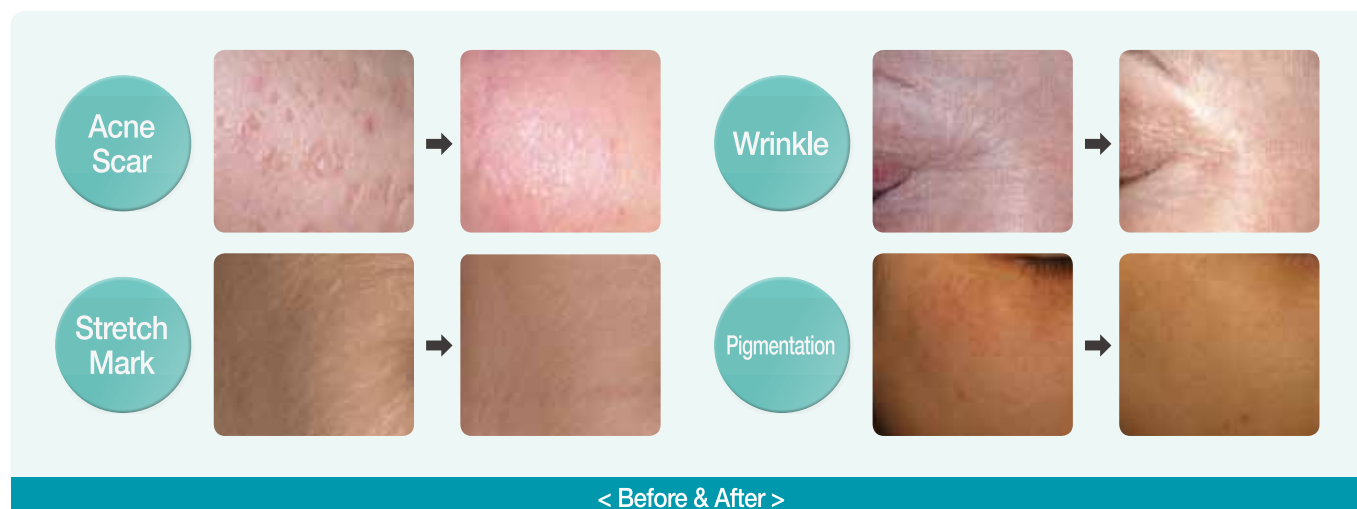 Acne
Scar
Wrinkle
Stretch
Mark
Pigmentation
< Before & After >